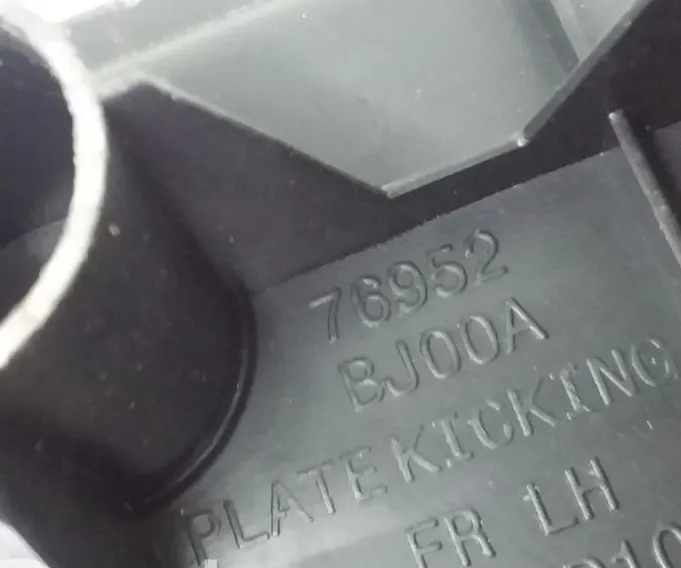 76952
BJ00A
PLATE KICKING
FR LH